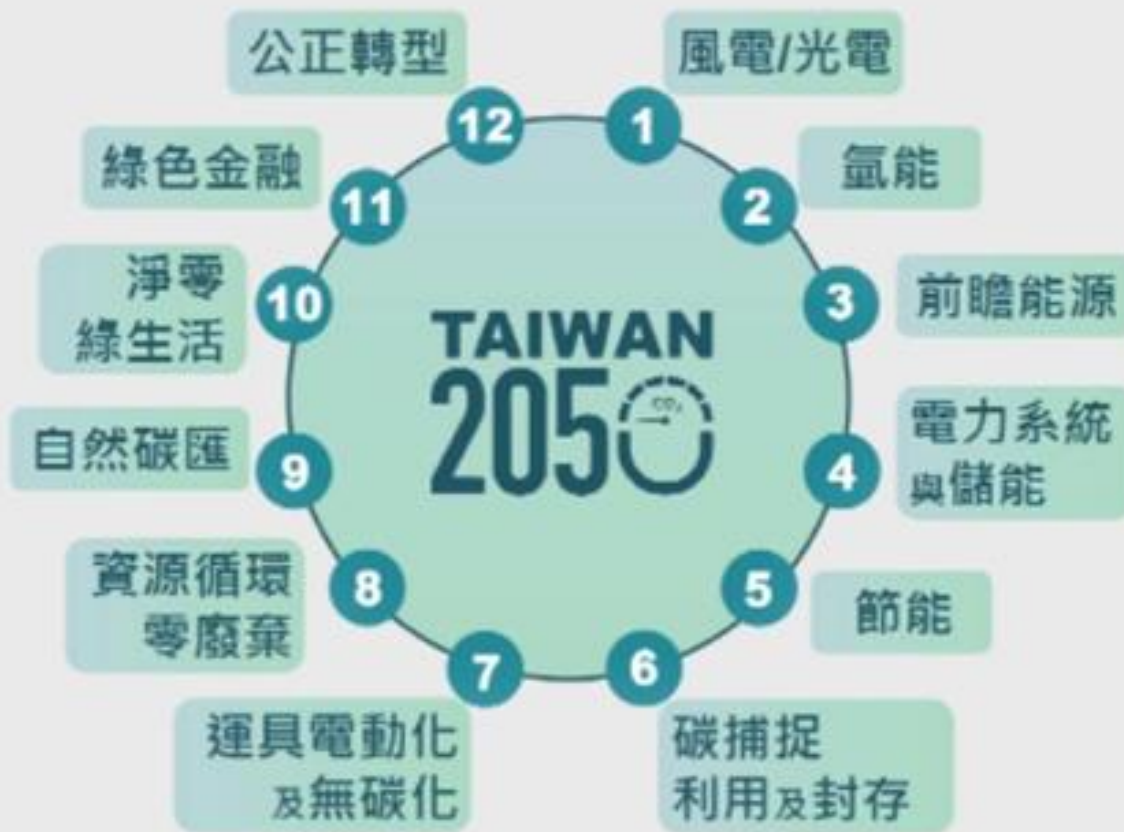 公正轉型
12
風電/光電
1
綠色金融
11
氫能
2
淨零
綠生活
10
前瞻能源
3
TAIWAN
2050
CO₂
自然碳匯
9
電力系統
與儲能
4
資源循環
零廢棄
8
節能
5
運具電動化
及無碳化
7
碳捕捉
利用及封存
6